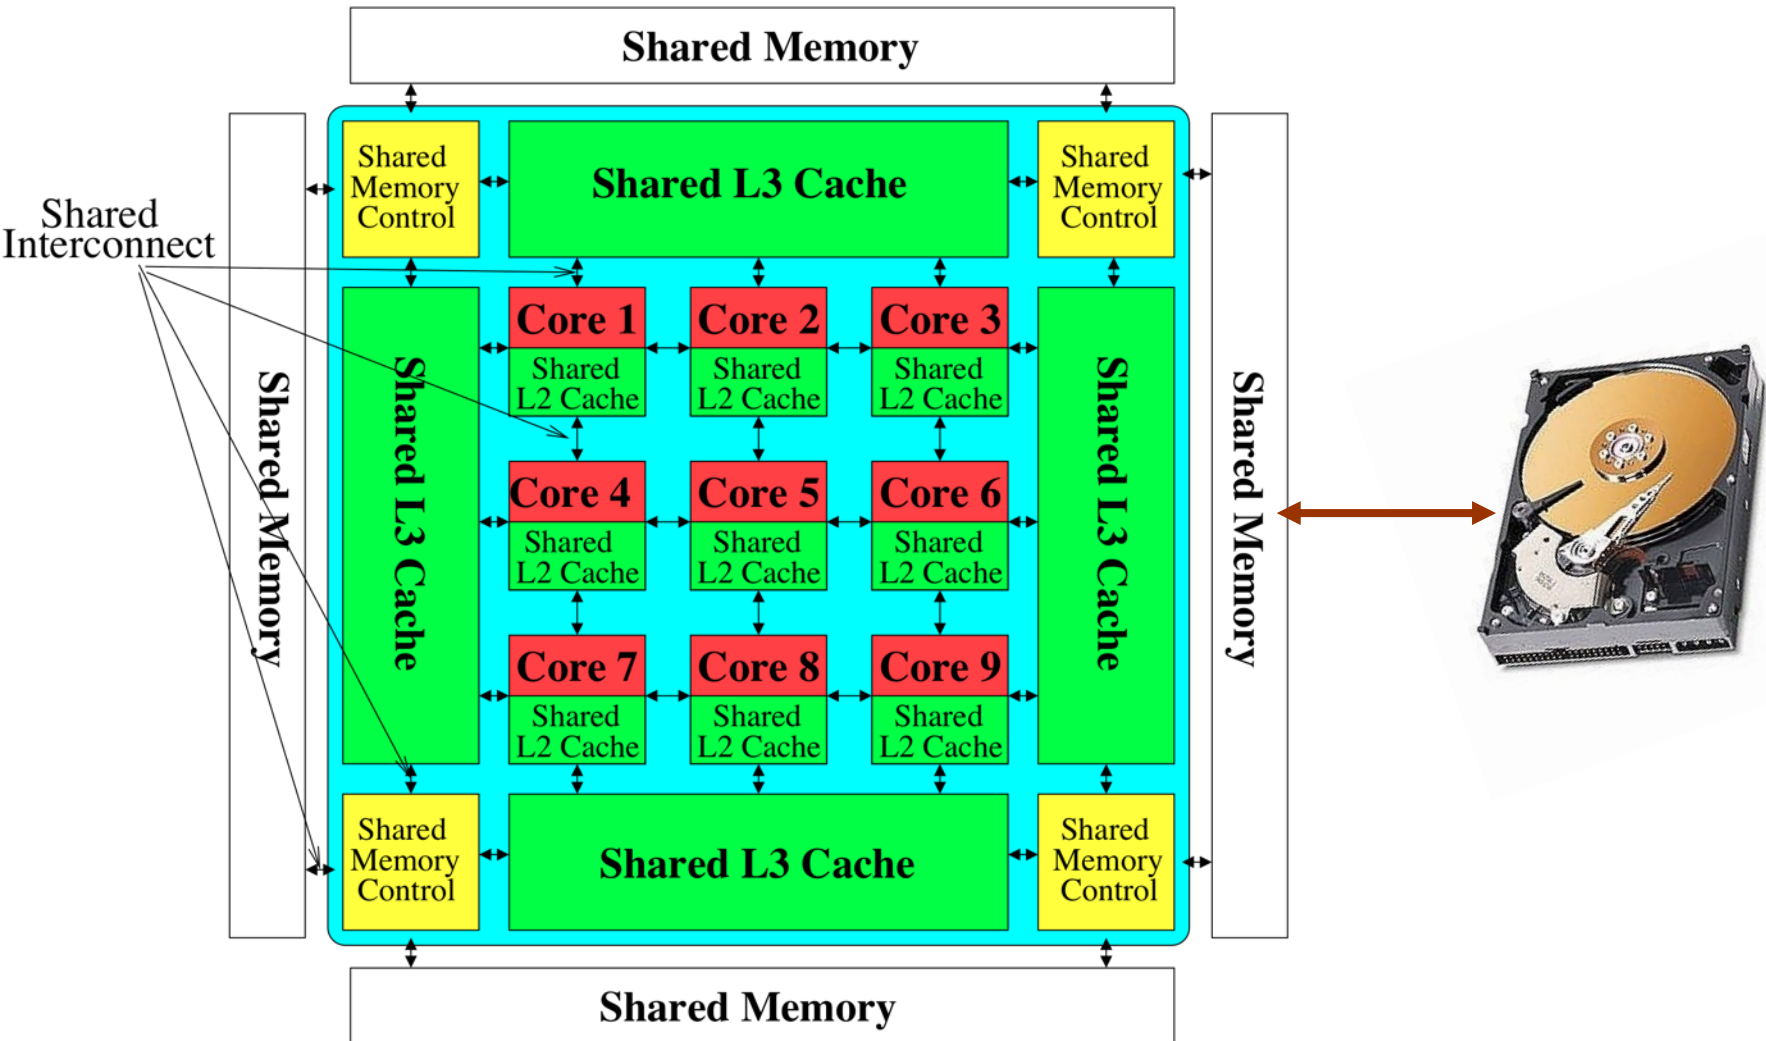 Shared Memory
Shared
Memory
Control
Shared L3 Cache
Shared
Memory
Control
Shared
Interconnect
Shared Memory
Shared L3 Cache
Core 1
Shared
L2 Cache
Core 2
Shared
L2 Cache
Core 3
Shared
L2 Cache
Core 4
Shared
L2 Cache
Core 5
Shared
L2 Cache
Core 6
Shared
L2 Cache
Core 7
Shared
L2 Cache
Core 8
Shared
L2 Cache
Core 9
Shared
L2 Cache
Shared L3 Cache
Shared Memory
Shared
Memory
Control
Shared L3 Cache
Shared
Memory
Control
Shared Memory